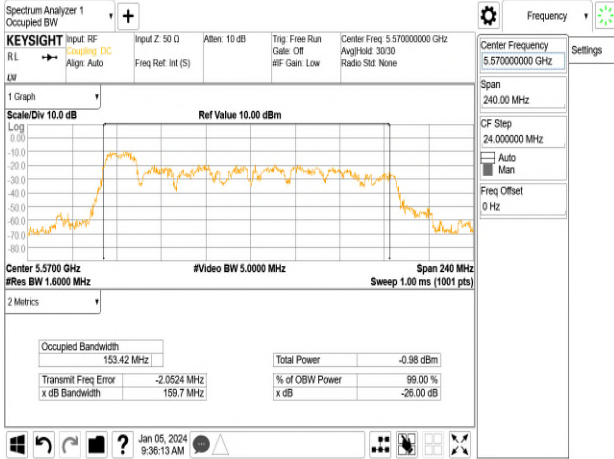 Spectrum Analyzer 1
Occupied BW
Frequency
KEYSIGHT
RL
Input: RF
Coupling: DC
Align: Auto
Input Z: 50 Ω
Freq Ref: Int (S)
Atten: 10 dB
Trig: Free Run
Gate: Off
#IF Gain: Low
Center Freq: 5.570000000 GHz
Avg|Hold: 30/30
Radio Std: None
Center Frequency
5.570000000 GHz
Settings
Span
240.00 MHz
CF Step
24.000000 MHz
Auto
Man
Freq Offset
0 Hz
1 Graph
Scale/Div 10.0 dB
Ref Value 10.00 dBm
Log
0.00
-10.0
-20.0
-30.0
-40.0
-50.0
-60.0
-70.0
-80.0
Center 5.5700 GHz
#Video BW 5.0000 MHz
Span 240 MHz
#Res BW 1.6000 MHz
Sweep 1.00 ms (1001 pts)
2 Metrics
Occupied Bandwidth
153.42 MHz
Total Power
-0.98 dBm
Transmit Freq Error
-2.0524 MHz
% of OBW Power
99.00 %
x dB Bandwidth
159.7 MHz
x dB
-26.00 dB
Jan 05, 2024
9:36:13 AM